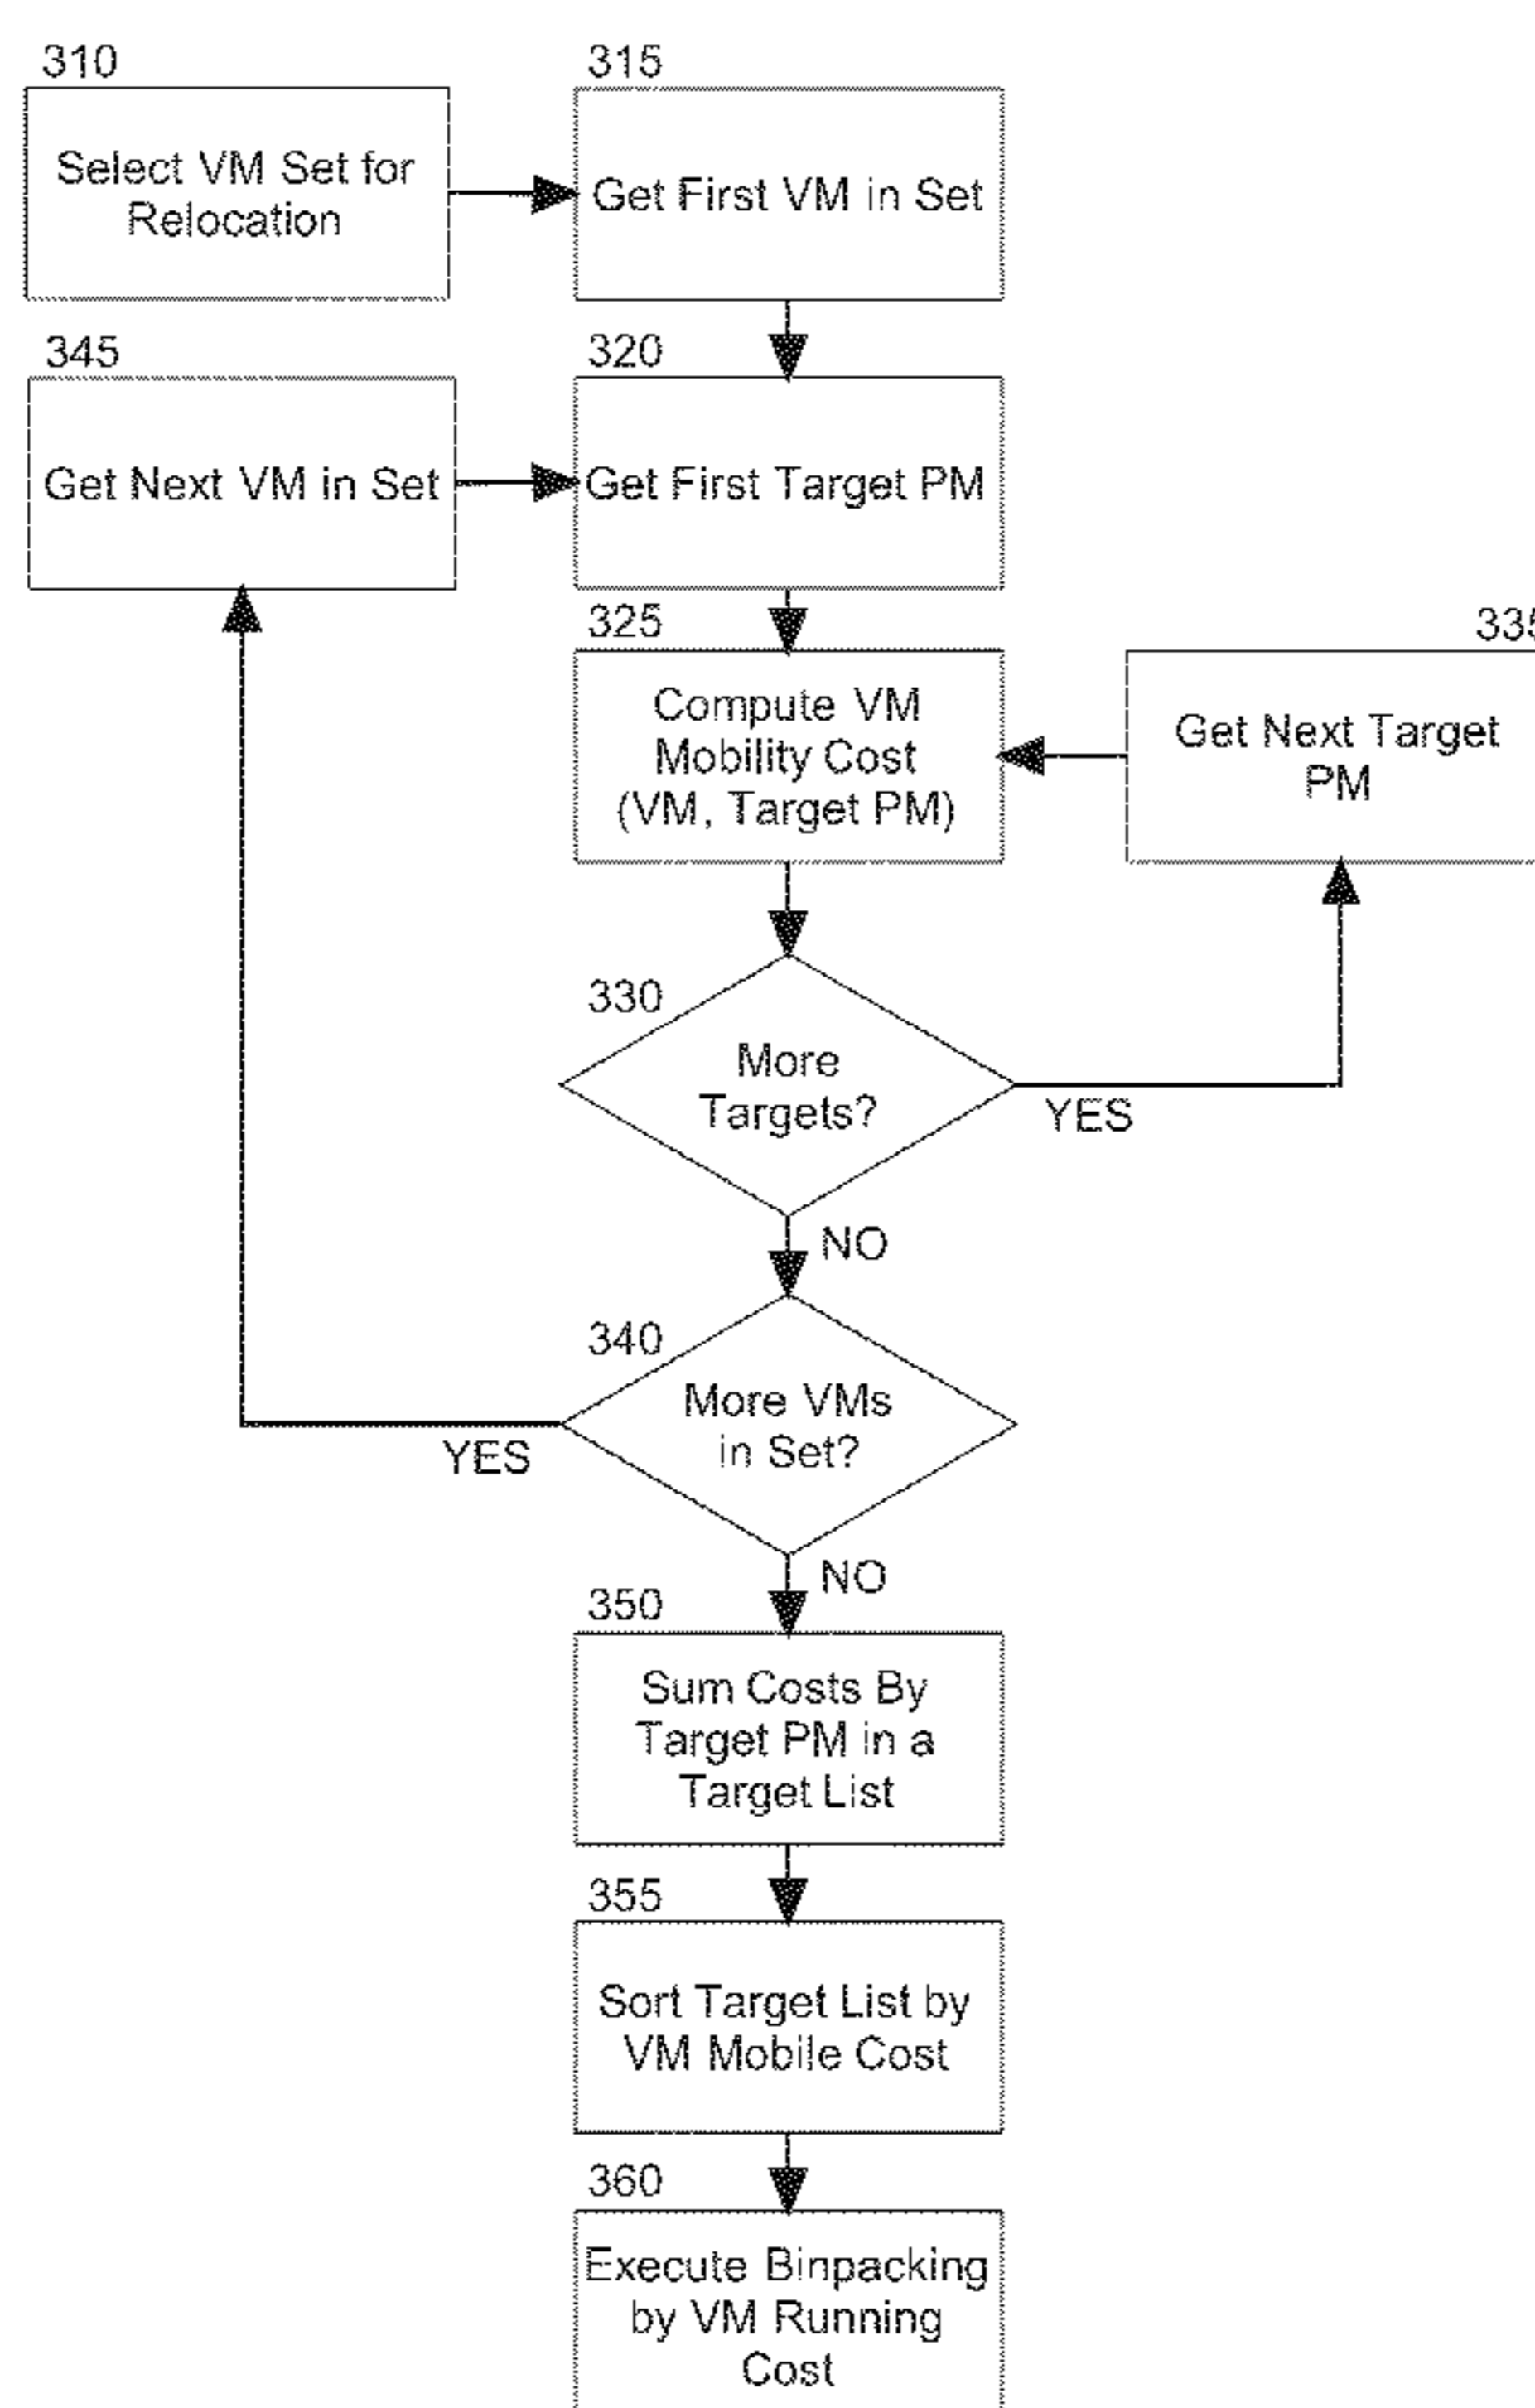 310
Select VM Set for
Relocation
315
Get First VM in Set
345
Get Next VM in Set
320
Get First Target PM
325
Compute VM
Mobility Cost
(VM, Target PM)
335
Get Next Target
PM
330
More
Targets?
YES
NO
340
More VMs
in Set?
YES
NO
350
Sum Costs By
Target PM in a
Target List
355
Sort Target List by
VM Mobile Cost
360
Execute Binpacking
by VM Running
Cost